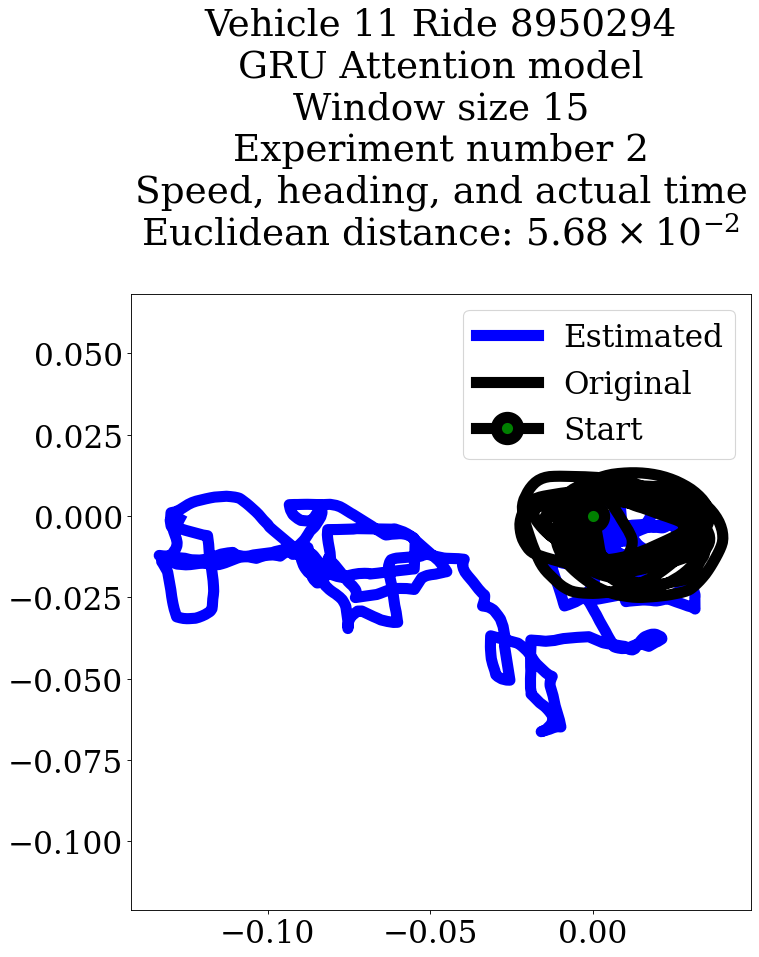 Vehicle 11 Ride 8950294
GRU Attention model
Window size 15
Experiment number 2
Speed, heading, and actual time
Euclidean distance: 5.68 × 10⁻²
Estimated
Original
Start
0.050
0.025
0.000
−0.025
−0.050
−0.075
−0.100
−0.10
−0.05
0.00